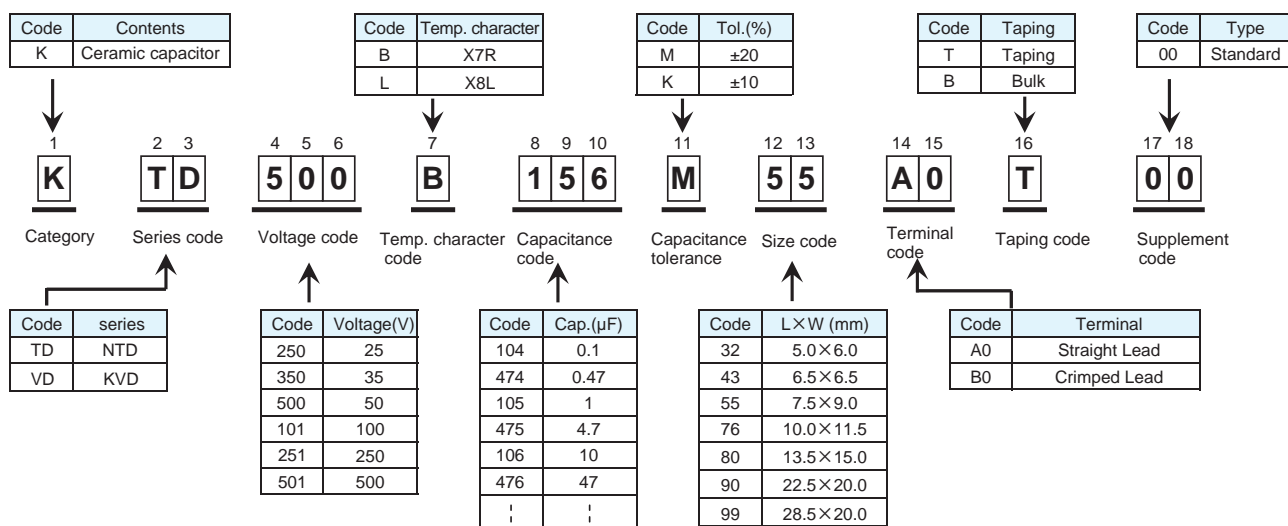 Code Contents
K Ceramic capacitor
Code Temp. character
B X7R
L X8L
Code Tol.(%)
M ±20
K ±10
Code Taping
T Taping
B Bulk
Code Type
00 Standard
1 2 3 4 5 6 7 8 9 10 11 12 13 14 15 16 17 18
K T D 5 0 0 B 1 5 6 M 5 5 A 0 T 0 0
Category
Series code
Voltage code
Temp. character
code
Capacitance
code
Capacitance
tolerance
Size code
Terminal
code
Taping code
Supplement
code
Code series
TD NTD
VD KVD
Code Voltage(V)
250 25
350 35
500 50
101 100
251 250
501 500
Code Cap.(μF)
104 0.1
474 0.47
105 1
475 4.7
106 10
476 47
Code L×W (mm)
32 5.0×6.0
43 6.5×6.5
55 7.5×9.0
76 10.0×11.5
80 13.5×15.0
90 22.5×20.0
99 28.5×20.0
Code Terminal
A0 Straight Lead
B0 Crimped Lead